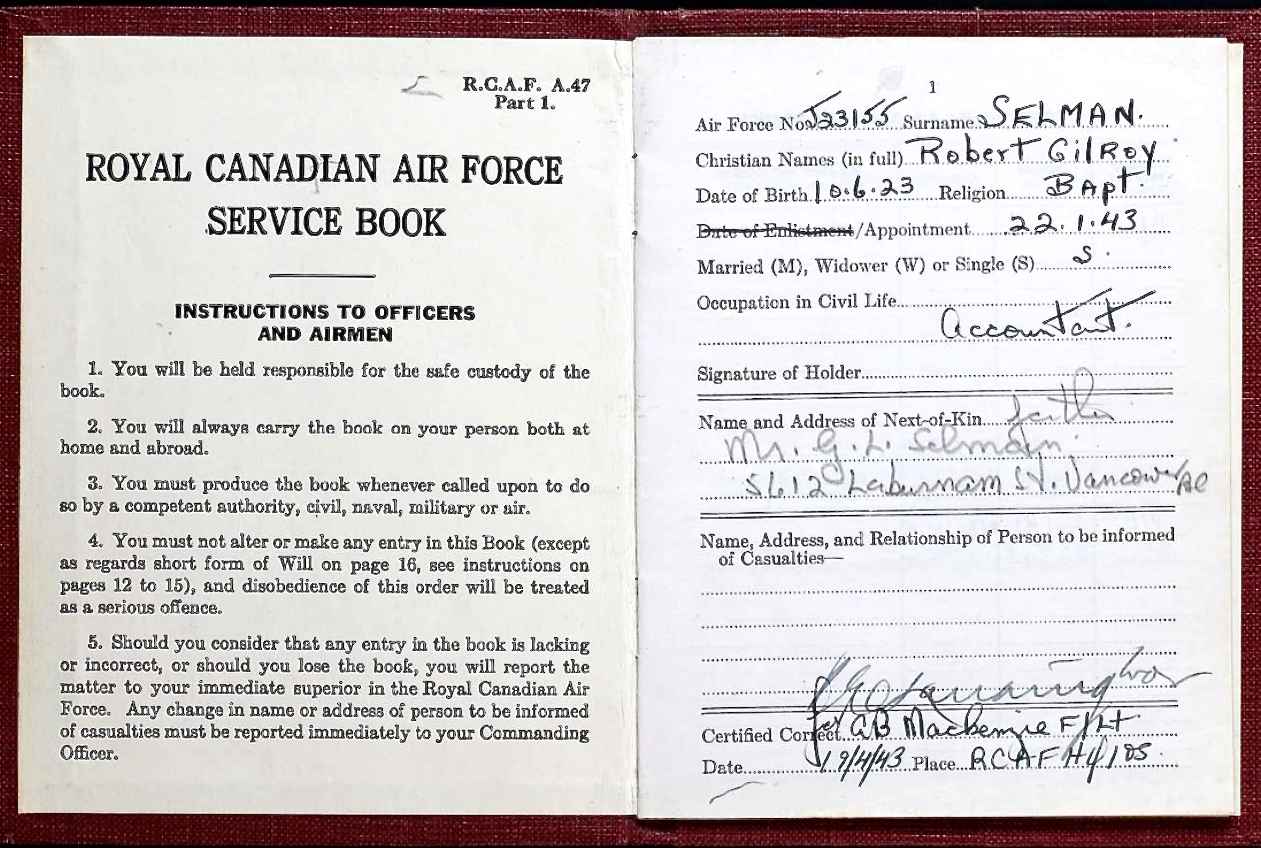 R.C.A.F. A.47
Part 1.
ROYAL CANADIAN AIR FORCE
SERVICE BOOK
INSTRUCTIONS TO OFFICERS
AND AIRMEN
1. You will be held responsible for the safe custody of the
book.
2. You will always carry the book on your person both at
home and abroad.
3. You must produce the book whenever called upon to do
so by a competent authority, civil, naval, military or air.
4. You must not alter or make any entry in this Book (except
as regards short form of Will on page 16, see instructions on
pages 12 to 15), and disobedience of this order will be treated
as a serious offence.
5. Should you consider that any entry in the book is lacking
or incorrect, or should you lose the book, you will report the
matter to your immediate superior in the Royal Canadian Air
Force. Any change in name or address of person to be informed
of casualties must be reported immediately to your Commanding
Officer.
1
Air Force No. J23155 Surname SELMAN.
Christian Names (in full) Robert GilRoy
Date of Birth 10.6.23 Religion BApt.
Date of Enlistment/Appointment 22.1.43
Married (M), Widower (W) or Single (S) S.
Occupation in Civil Life
Accountant.
Signature of Holder
Name and Address of Next-of-Kin father
Mr. G. L. Selman.
5612 Laburnam St. Vancouver BC
Name, Address, and Relationship of Person to be informed
of Casualties—
Certified Correct for GB Mackenzie F/Lt
Date 19/4/43 Place RCAF H4/105